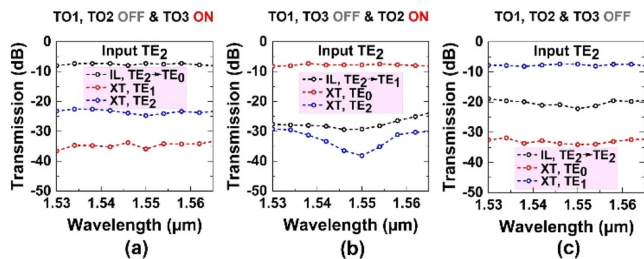 TO1, TO2 OFF & TO3 ON
TO1, TO3 OFF & TO2 ON
TO1, TO2 & TO3 OFF
Transmission (dB)
0
-10
-20
-30
-40
-50
Input TE2
IL, TE2→TE0
XT, TE1
XT, TE2
1.53
1.54
1.55
1.56
Wavelength (μm)
(a)
Transmission (dB)
0
-10
-20
-30
-40
-50
Input TE2
IL, TE2→TE1
XT, TE0
XT, TE2
1.53
1.54
1.55
1.56
Wavelength (μm)
(b)
Transmission (dB)
0
-10
-20
-30
-40
-50
Input TE2
IL, TE2→TE2
XT, TE0
XT, TE1
1.53
1.54
1.55
1.56
Wavelength (μm)
(c)